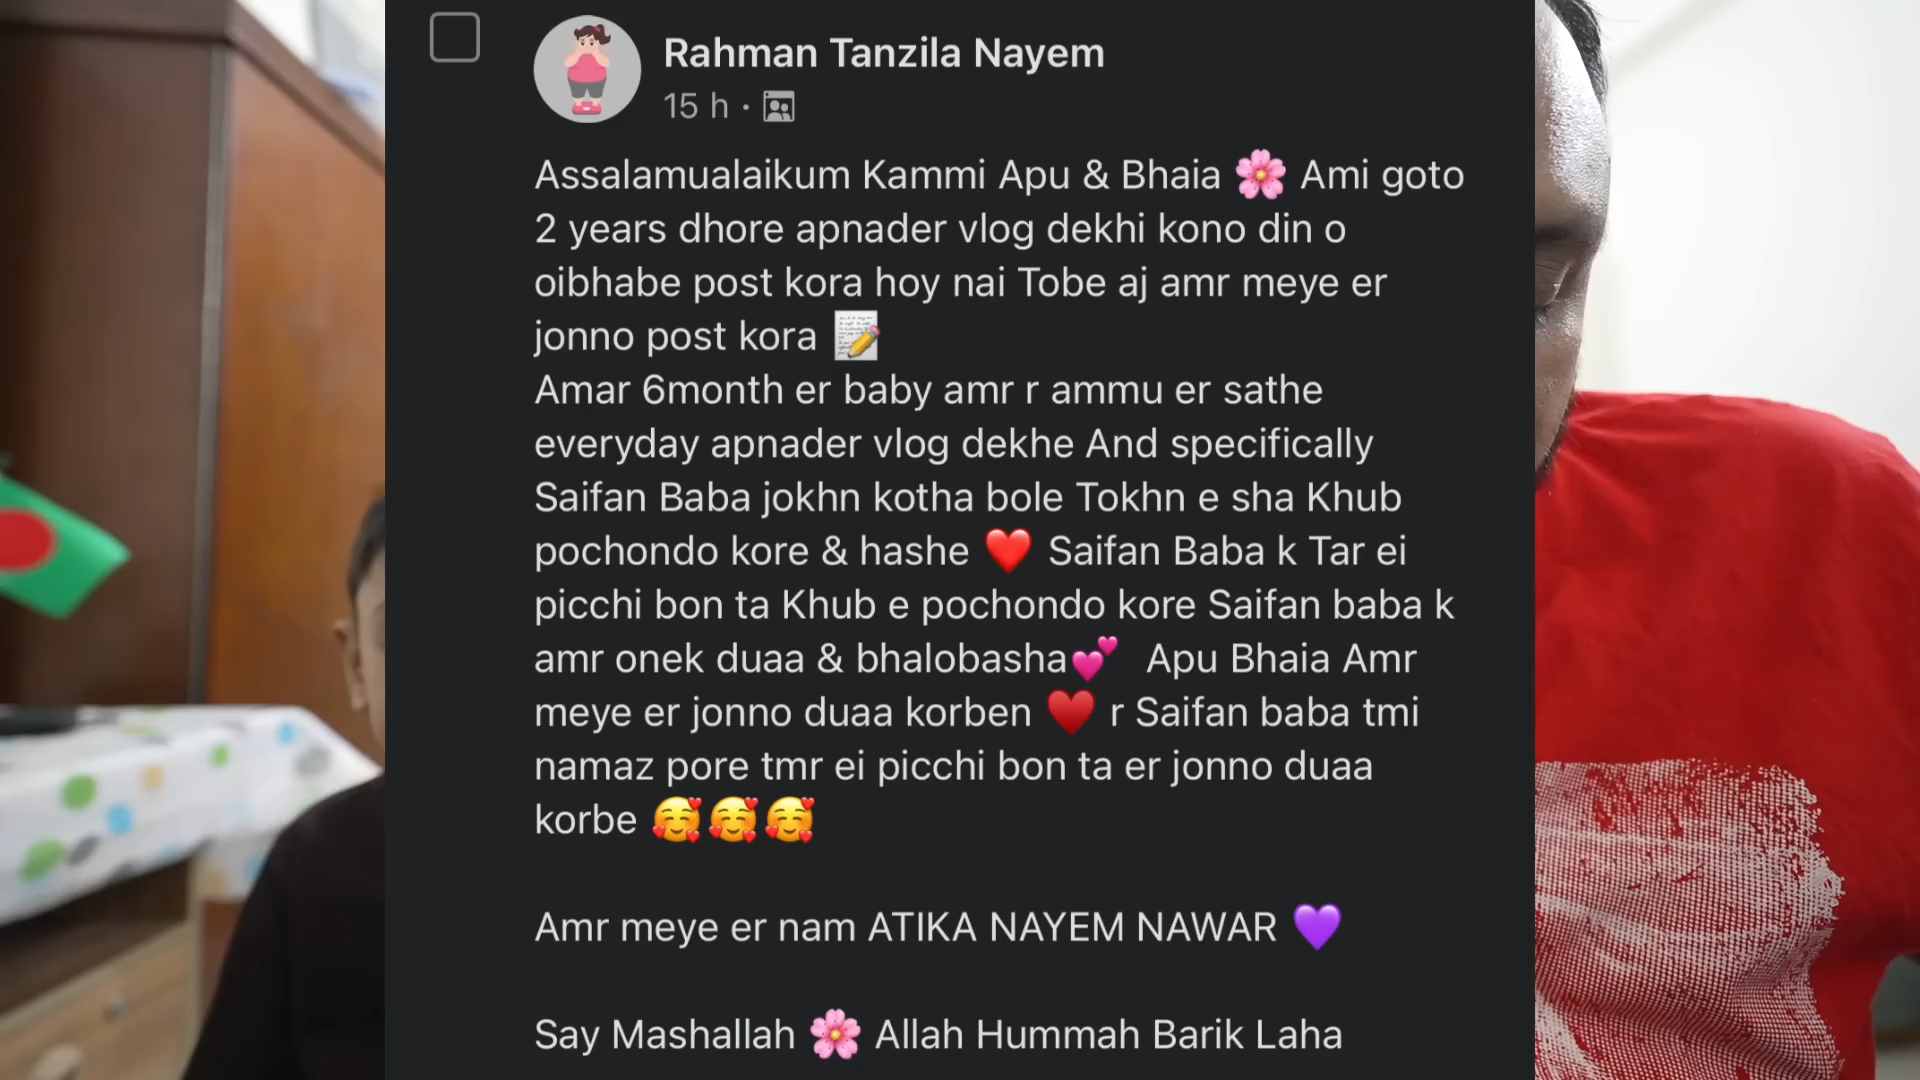 Rahman Tanzila Nayem
15 h ·
Assalamualaikum Kammi Apu & Bhaia 🌸 Ami goto
2 years dhore apnader vlog dekhi kono din o
oibhabe post kora hoy nai Tobe aj amr meye er
jonno post kora 📝
Amar 6month er baby amr r ammu er sathe
everyday apnader vlog dekhe And specifically
Saifan Baba jokhn kotha bole Tokhn e sha Khub
pochondo kore & hashe ❤️ Saifan Baba k Tar ei
picchi bon ta Khub e pochondo kore Saifan baba k
amr onek duaa & bhalobasha💕 Apu Bhaia Amr
meye er jonno duaa korben ♥️ r Saifan baba tmi
namaz pore tmr ei picchi bon ta er jonno duaa
korbe 🥰🥰🥰
Amr meye er nam ATIKA NAYEM NAWAR 💜
Say Mashallah 🌸 Allah Hummah Barik Laha